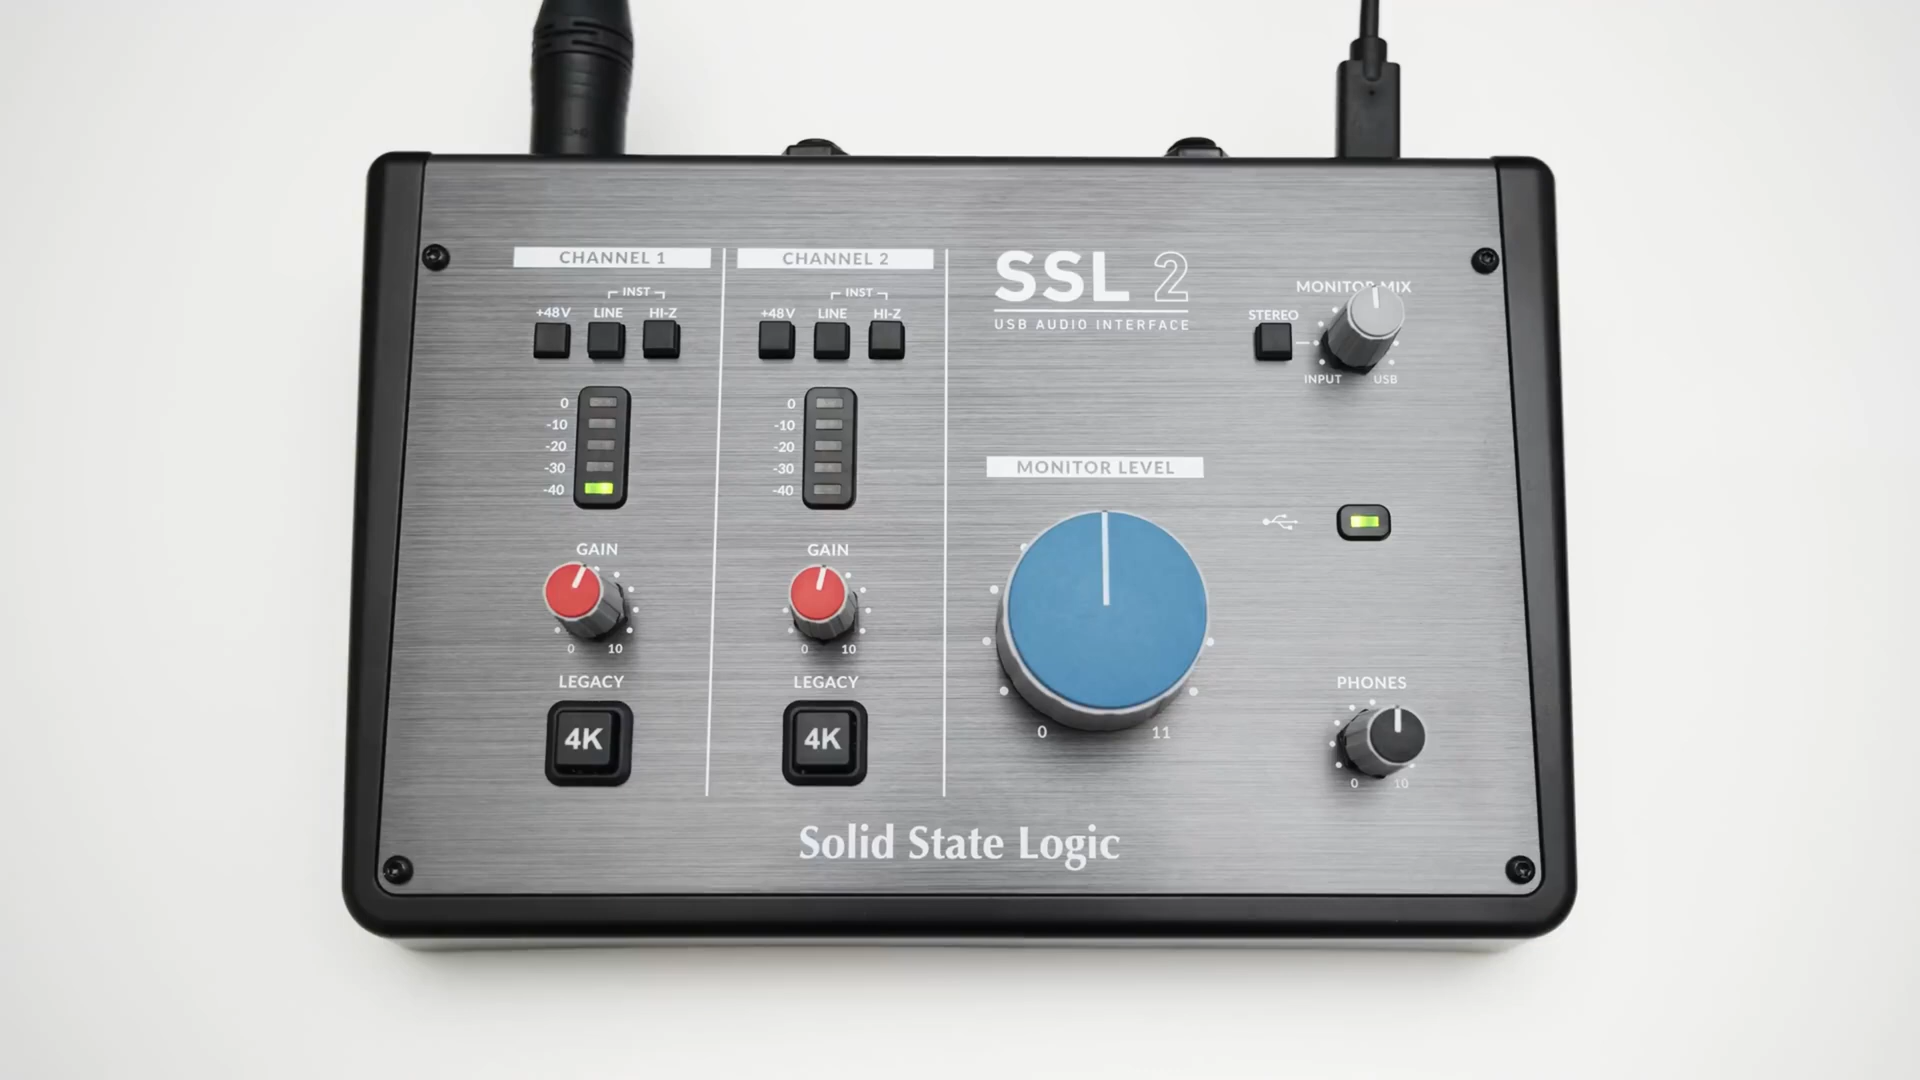 CHANNEL 1
INST
+48V LINE HI-Z
0
-10
-20
-30
-40
GAIN
0 10
LEGACY
4K
CHANNEL 2
INST
+48V LINE HI-Z
0
-10
-20
-30
-40
GAIN
0 10
LEGACY
4K
SSL 2
USB AUDIO INTERFACE
MONITOR MIX
STEREO
INPUT USB
MONITOR LEVEL
0 11
PHONES
0 10
Solid State Logic